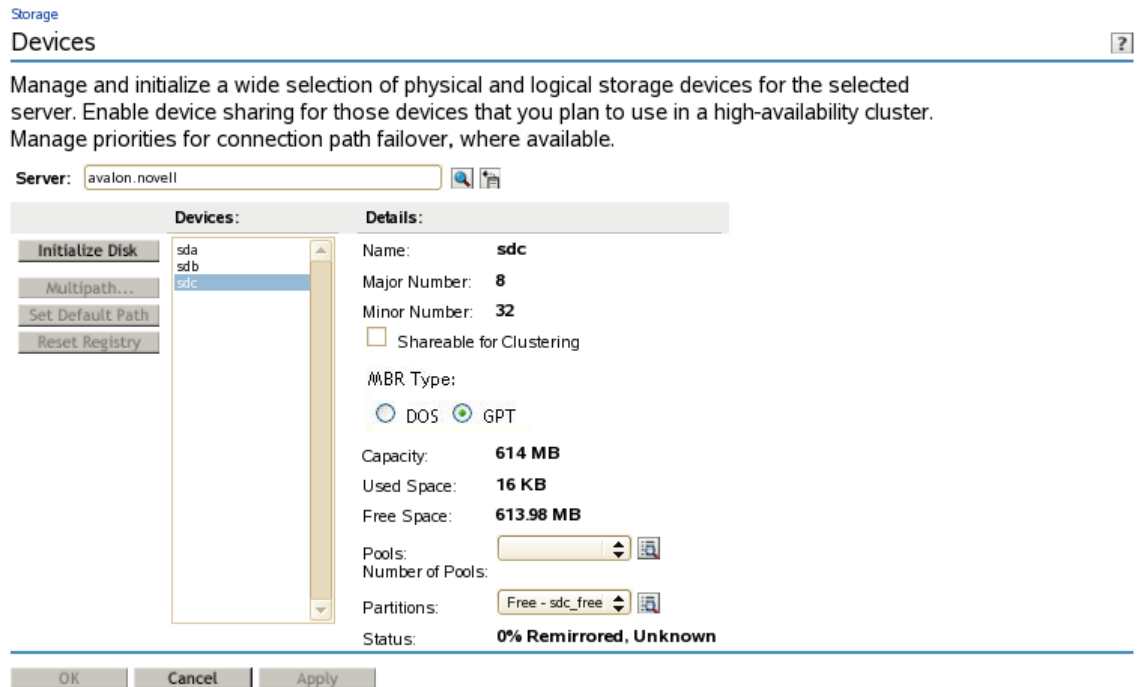 Storage
Devices
?
Manage and initialize a wide selection of physical and logical storage devices for the selected
server. Enable device sharing for those devices that you plan to use in a high-availability cluster.
Manage priorities for connection path failover, where available.
Server: avalon.novell
Devices: Details:
Initialize Disk
Multipath...
Set Default Path
Reset Registry
sda
sdb
sdc
Name: sdc
Major Number: 8
Minor Number: 32
Shareable for Clustering
MBR Type:
DOS GPT
Capacity: 614 MB
Used Space: 16 KB
Free Space: 613.98 MB
Pools:
Number of Pools:
Partitions: Free - sdc_free
Status: 0% Remirrored, Unknown
OK Cancel Apply